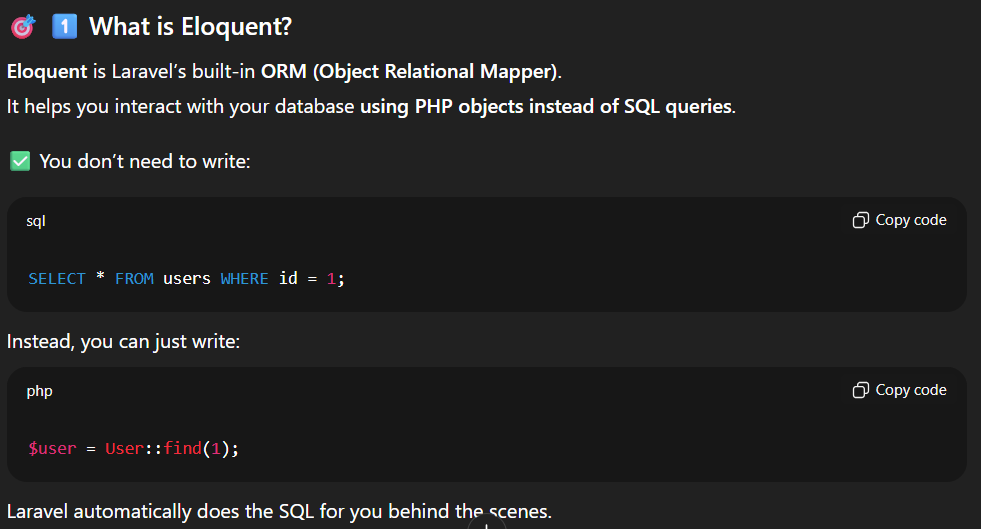 🎯 1️⃣ What is Eloquent?
Eloquent is Laravel’s built-in ORM (Object Relational Mapper).
It helps you interact with your database using PHP objects instead of SQL queries.
✅ You don’t need to write:
sql Copy code
SELECT * FROM users WHERE id = 1;
Instead, you can just write:
php Copy code
$user = User::find(1);
Laravel automatically does the SQL for you behind the scenes.